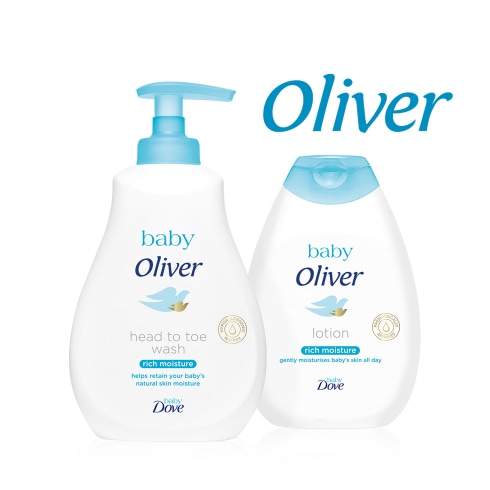 Oliver
baby
Oliver
head to toe
wash
rich moisture
helps retain your baby's
natural skin moisture
baby
Dove
baby
Oliver
lotion
rich moisture
gently moisturises baby's skin all day
baby
Dove